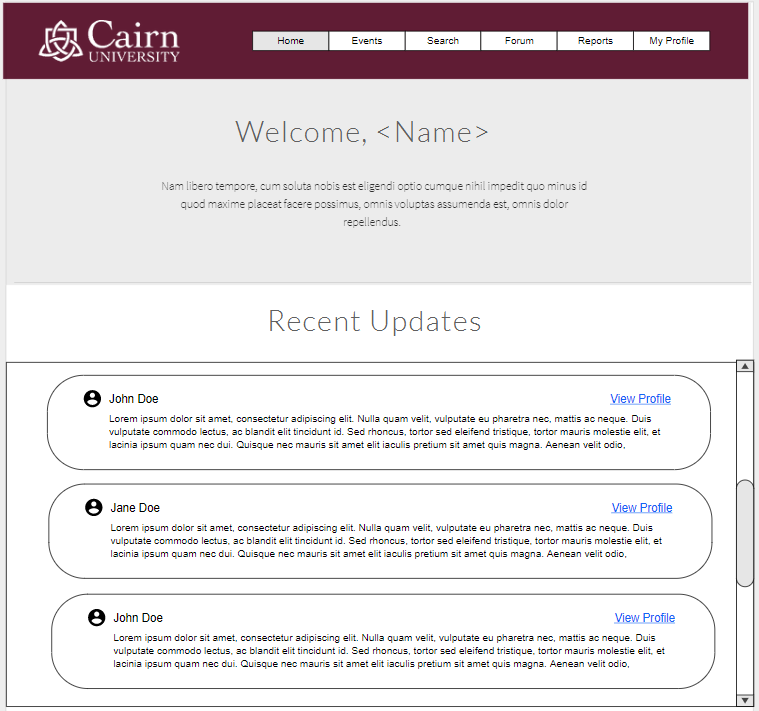 Cairn
UNIVERSITY
Home Events Search Forum Reports My Profile
Welcome, <Name>
Nam libero tempore, cum soluta nobis est eligendi optio cumque nihil impedit quo minus id
quod maxime placeat facere possimus, omnis voluptas assumenda est, omnis dolor
repellendus.
Recent Updates
John Doe View Profile
Lorem ipsum dolor sit amet, consectetur adipiscing elit. Nulla quam velit, vulputate eu pharetra nec, mattis ac neque. Duis
vulputate commodo lectus, ac blandit elit tincidunt id. Sed rhoncus, tortor sed eleifend tristique, tortor mauris molestie elit, et
lacinia ipsum quam nec dui. Quisque nec mauris sit amet elit iaculis pretium sit amet quis magna. Aenean velit odio,
Jane Doe View Profile
Lorem ipsum dolor sit amet, consectetur adipiscing elit. Nulla quam velit, vulputate eu pharetra nec, mattis ac neque. Duis
vulputate commodo lectus, ac blandit elit tincidunt id. Sed rhoncus, tortor sed eleifend tristique, tortor mauris molestie elit, et
lacinia ipsum quam nec dui. Quisque nec mauris sit amet elit iaculis pretium sit amet quis magna. Aenean velit odio,
John Doe View Profile
Lorem ipsum dolor sit amet, consectetur adipiscing elit. Nulla quam velit, vulputate eu pharetra nec, mattis ac neque. Duis
vulputate commodo lectus, ac blandit elit tincidunt id. Sed rhoncus, tortor sed eleifend tristique, tortor mauris molestie elit, et
lacinia ipsum quam nec dui. Quisque nec mauris sit amet elit iaculis pretium sit amet quis magna. Aenean velit odio,